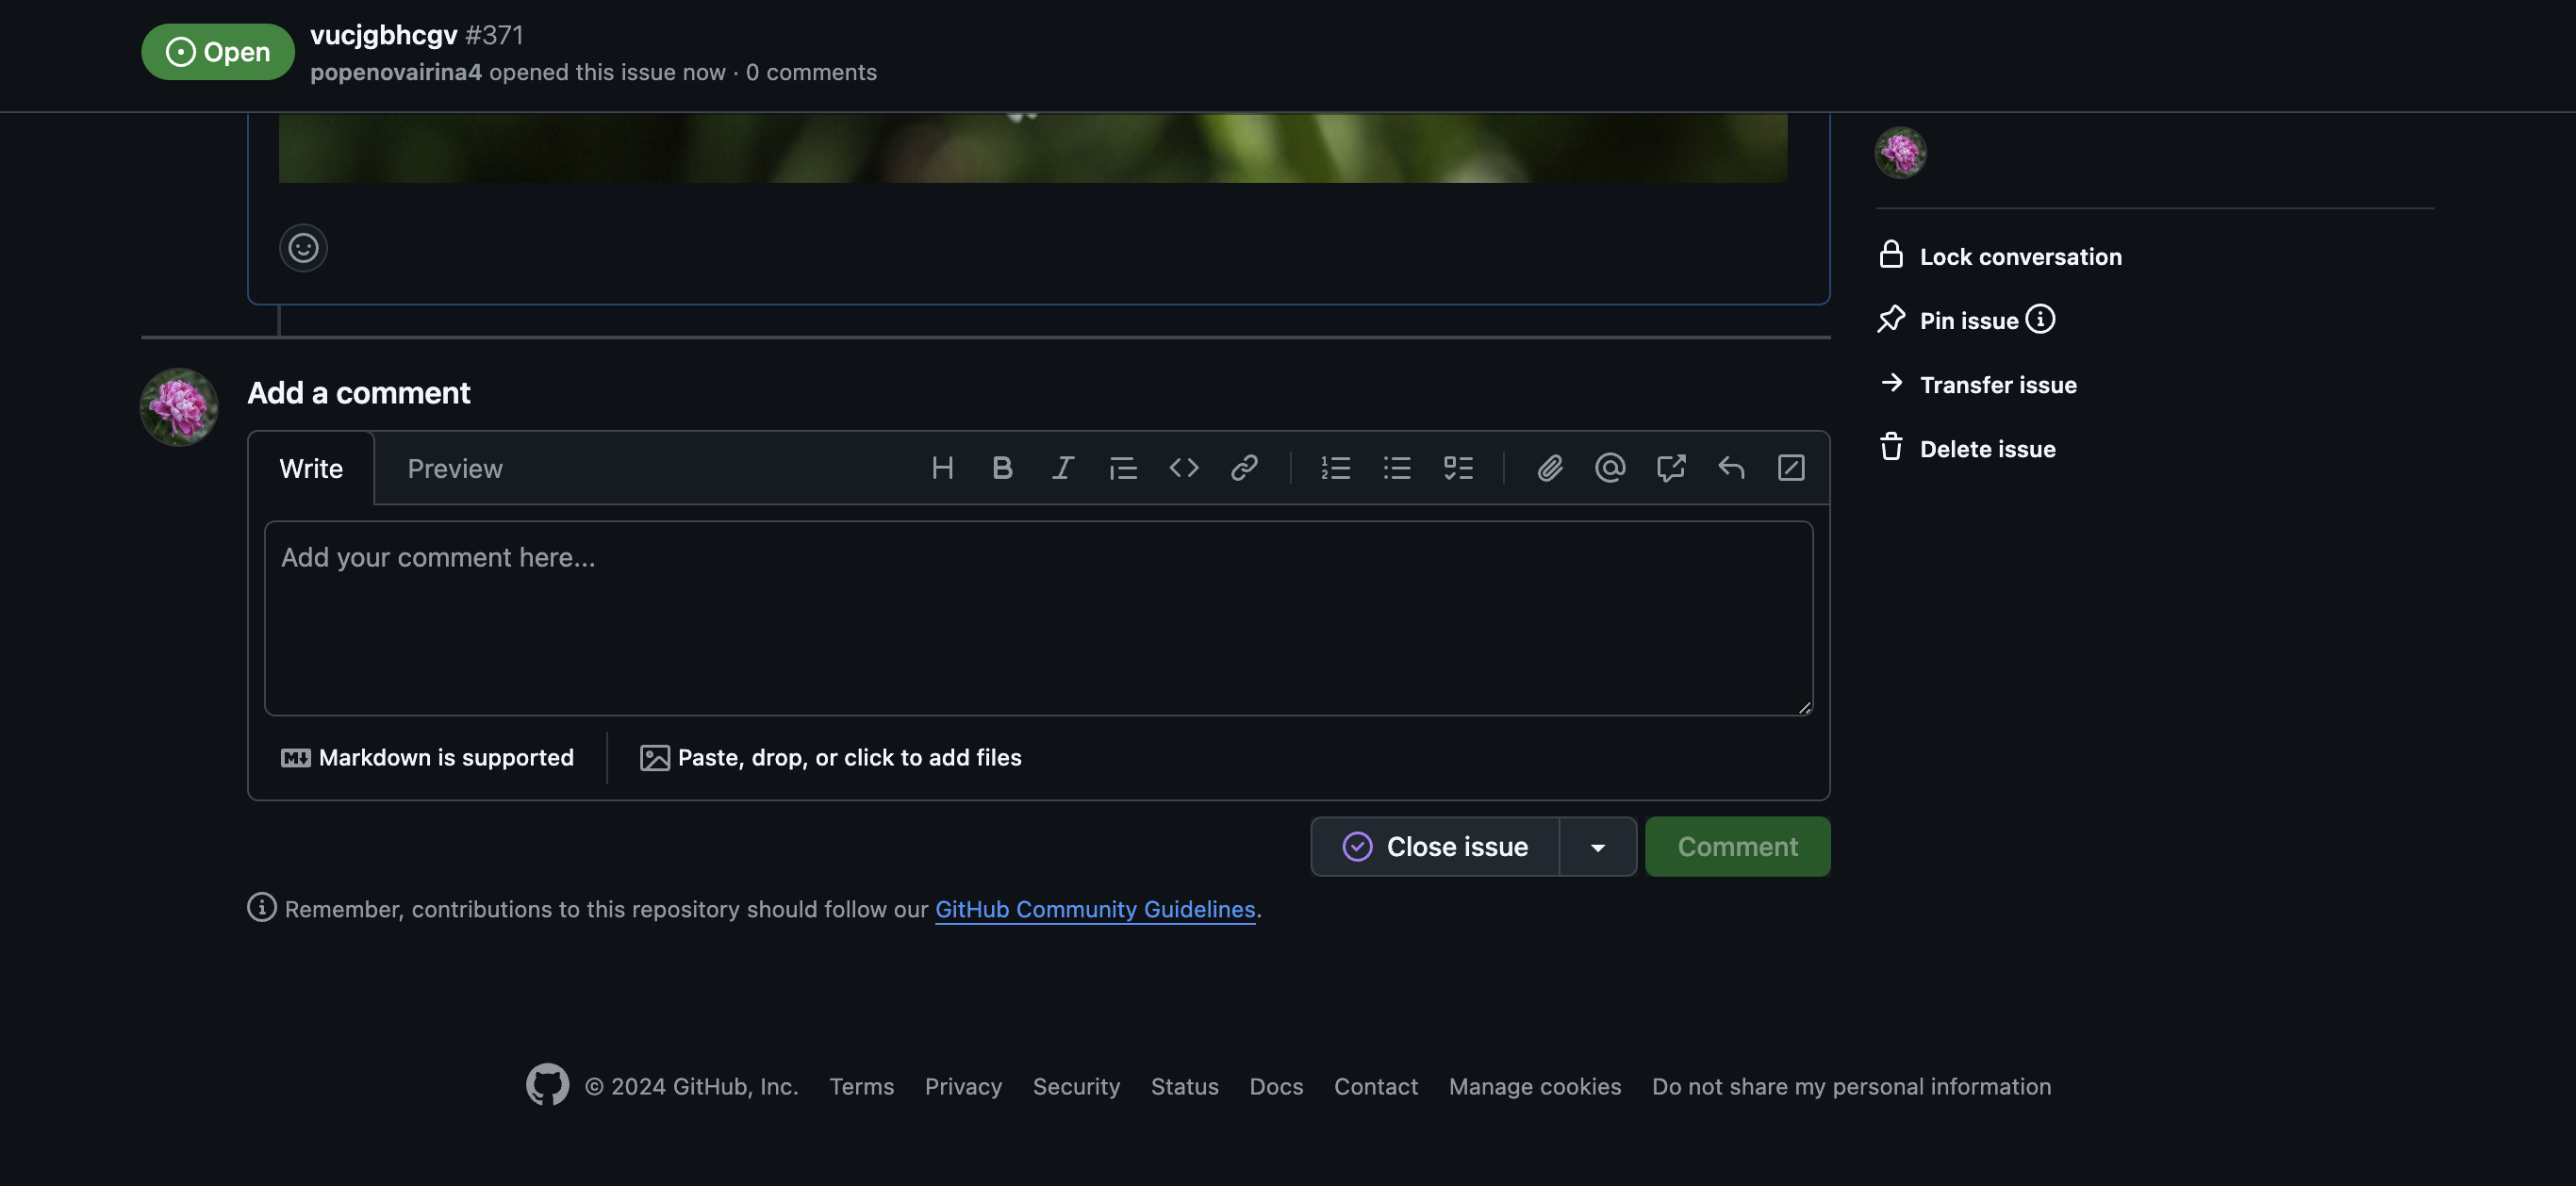 Open
vucjgbhcgv #371
popenovairina4 opened this issue now · 0 comments
Lock conversation
Pin issue
Transfer issue
Delete issue
Add a comment
Write
Preview
Add your comment here...
Markdown is supported
Paste, drop, or click to add files
Close issue
Comment
Remember, contributions to this repository should follow our GitHub Community Guidelines.
© 2024 GitHub, Inc. Terms Privacy Security Status Docs Contact Manage cookies Do not share my personal information